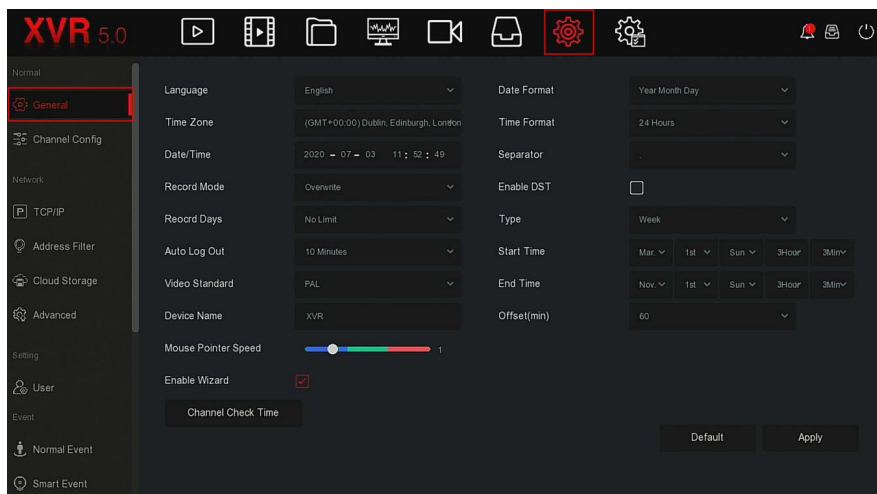 XVR 5.0
Normal
General
Channel Config
Network
P TCP/IP
Address Filter
Cloud Storage
Advanced
Setting
User
Event
Normal Event
Smart Event
Language English
Time Zone (GMT+00:00) Dublin, Edinburgh, London
Date/Time 2020 - 07 - 03 11 : 52 : 49
Record Mode Overwrite
Reocrd Days No Limit
Auto Log Out 10 Minutes
Video Standard PAL
Device Name XVR
Mouse Pointer Speed 1
Enable Wizard
Channel Check Time
Date Format Year Month Day
Time Format 24 Hours
Separator .
Enable DST
Type Week
Start Time Mar. 1st Sun 3Hour 3Min
End Time Nov. 1st Sun 3Hour 3Min
Offset(min) 60
Default Apply